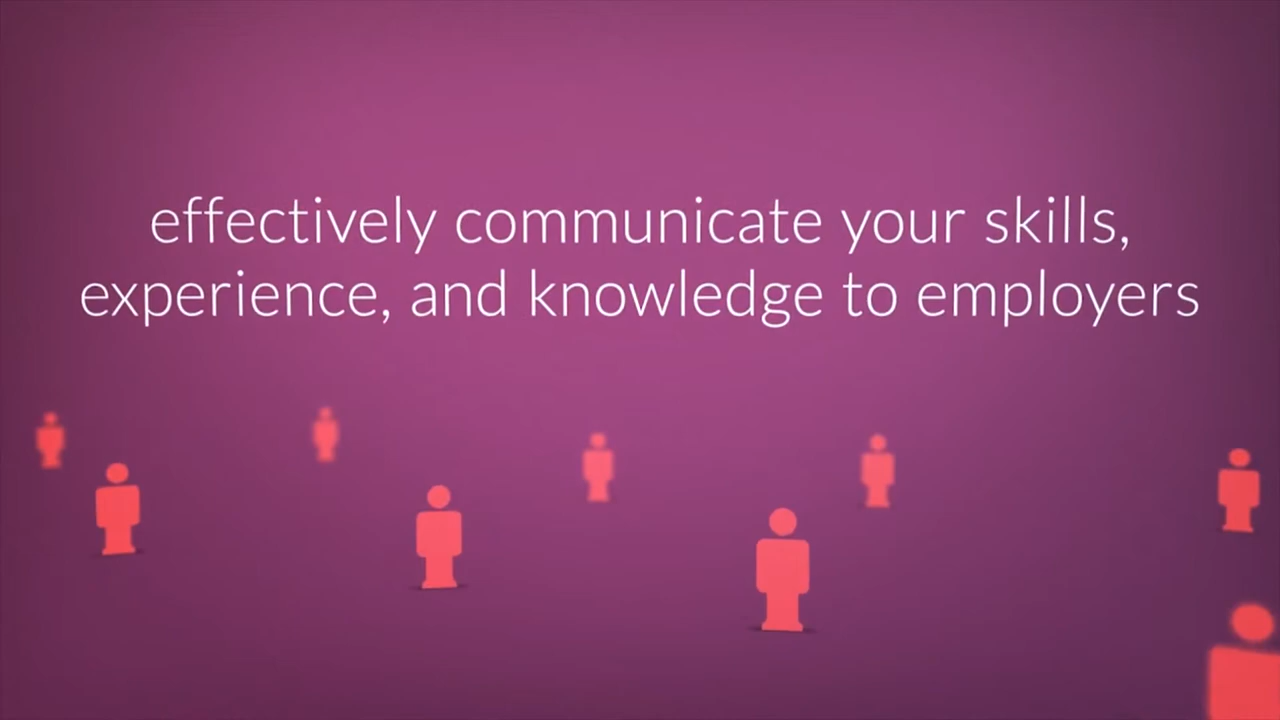 effectively communicate your skills,
experience, and knowledge to employers